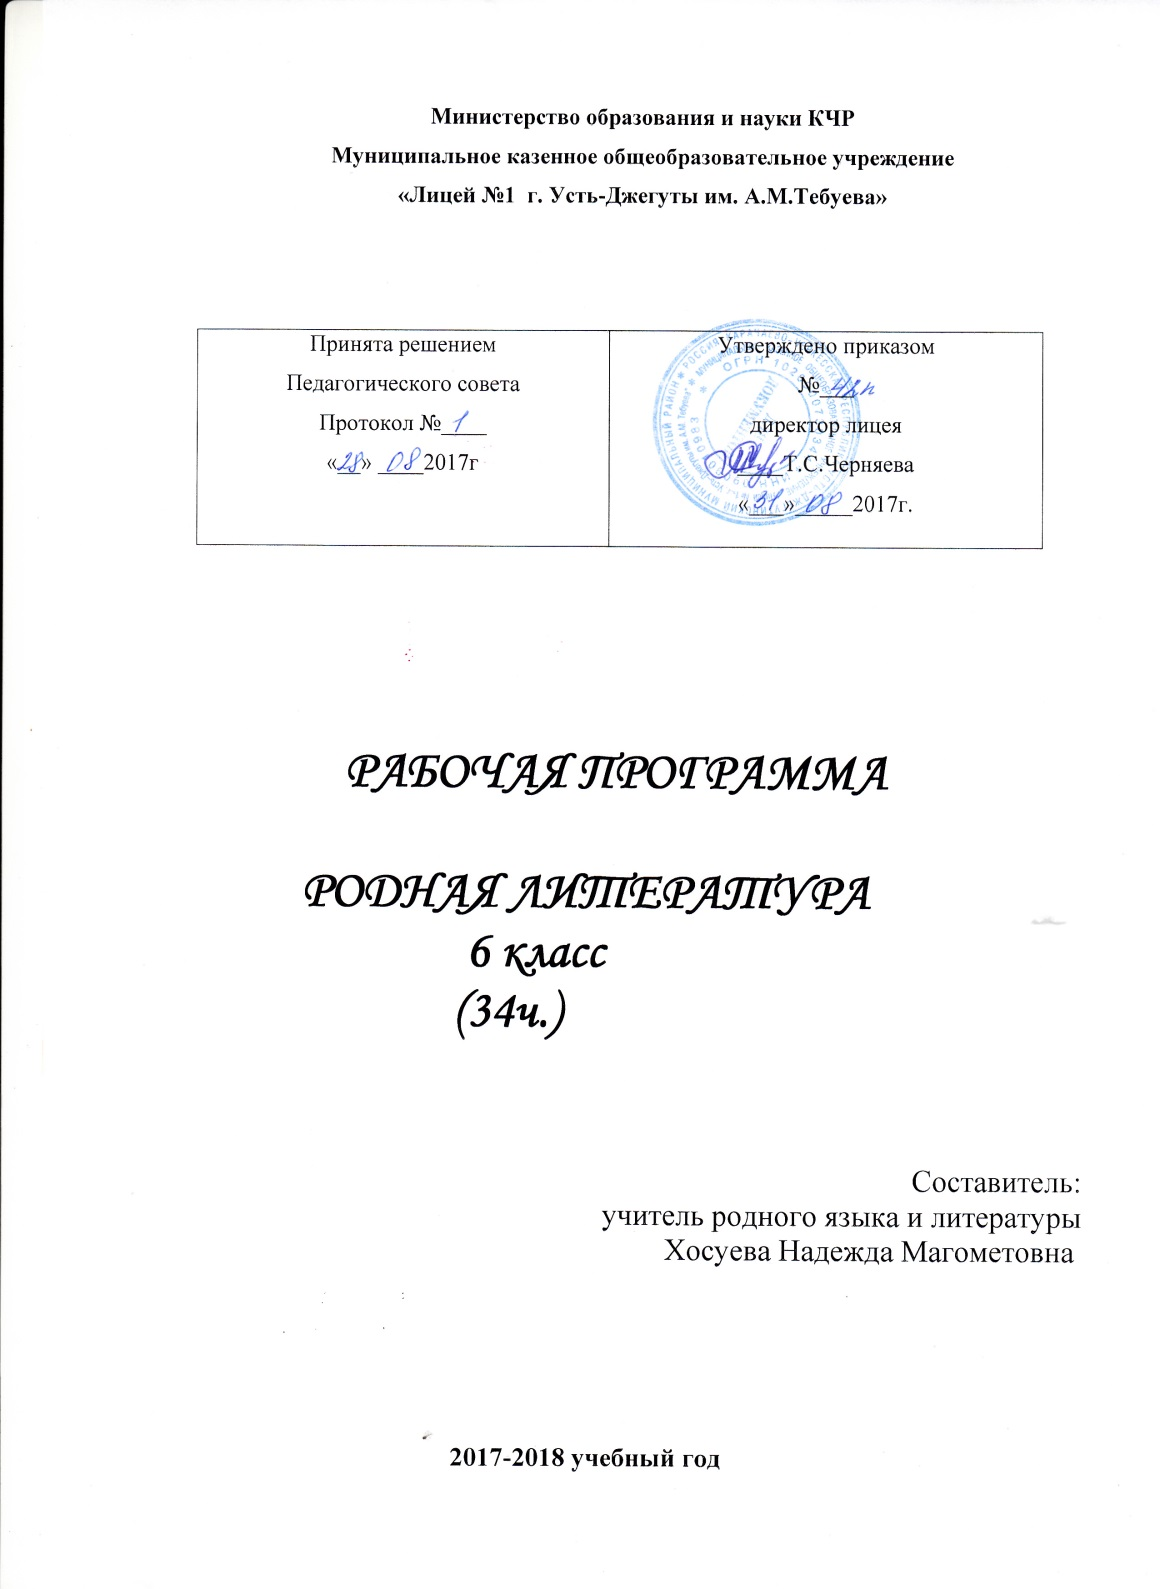 Министерство образования и науки КЧР
Муниципальное казенное общеобразовательное учреждение
«Лицей №1 г. Усть-Джегуты им. А.М.Тебуева»
Принята решением
Педагогического совета
Протокол № 1
«28» 08 2017г
Утверждено приказом
№
директор лицея
Т.С.Черняева
«31» 08 2017г.
РАБОЧАЯ ПРОГРАММА
РОДНАЯ ЛИТЕРАТУРА
6 класс
(34ч.)
Составитель:
учитель родного языка и литературы
Хосуева Надежда Магометовна
2017-2018 учебный год